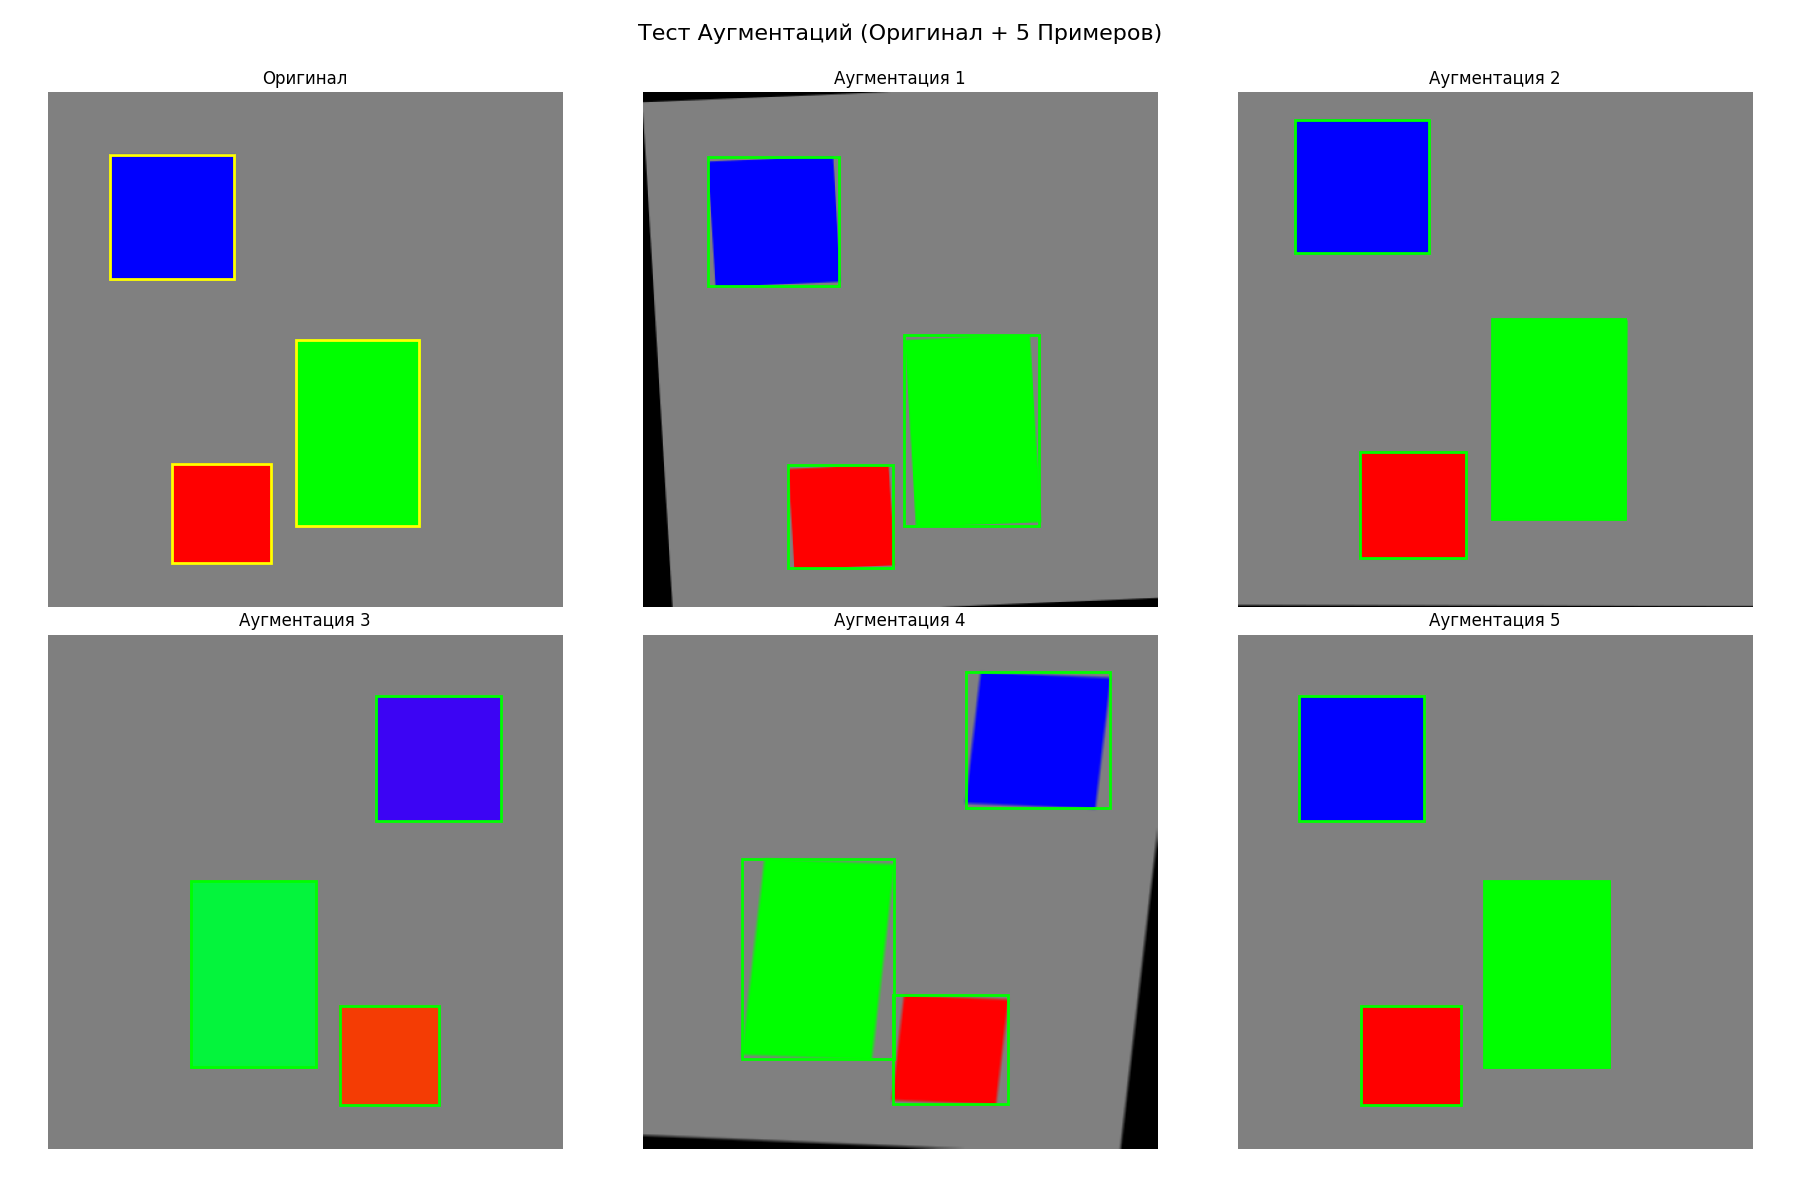 Тест Аугментаций (Оригинал + 5 Примеров)
Оригинал
Аугментация 1
Аугментация 2
Аугментация 3
Аугментация 4
Аугментация 5